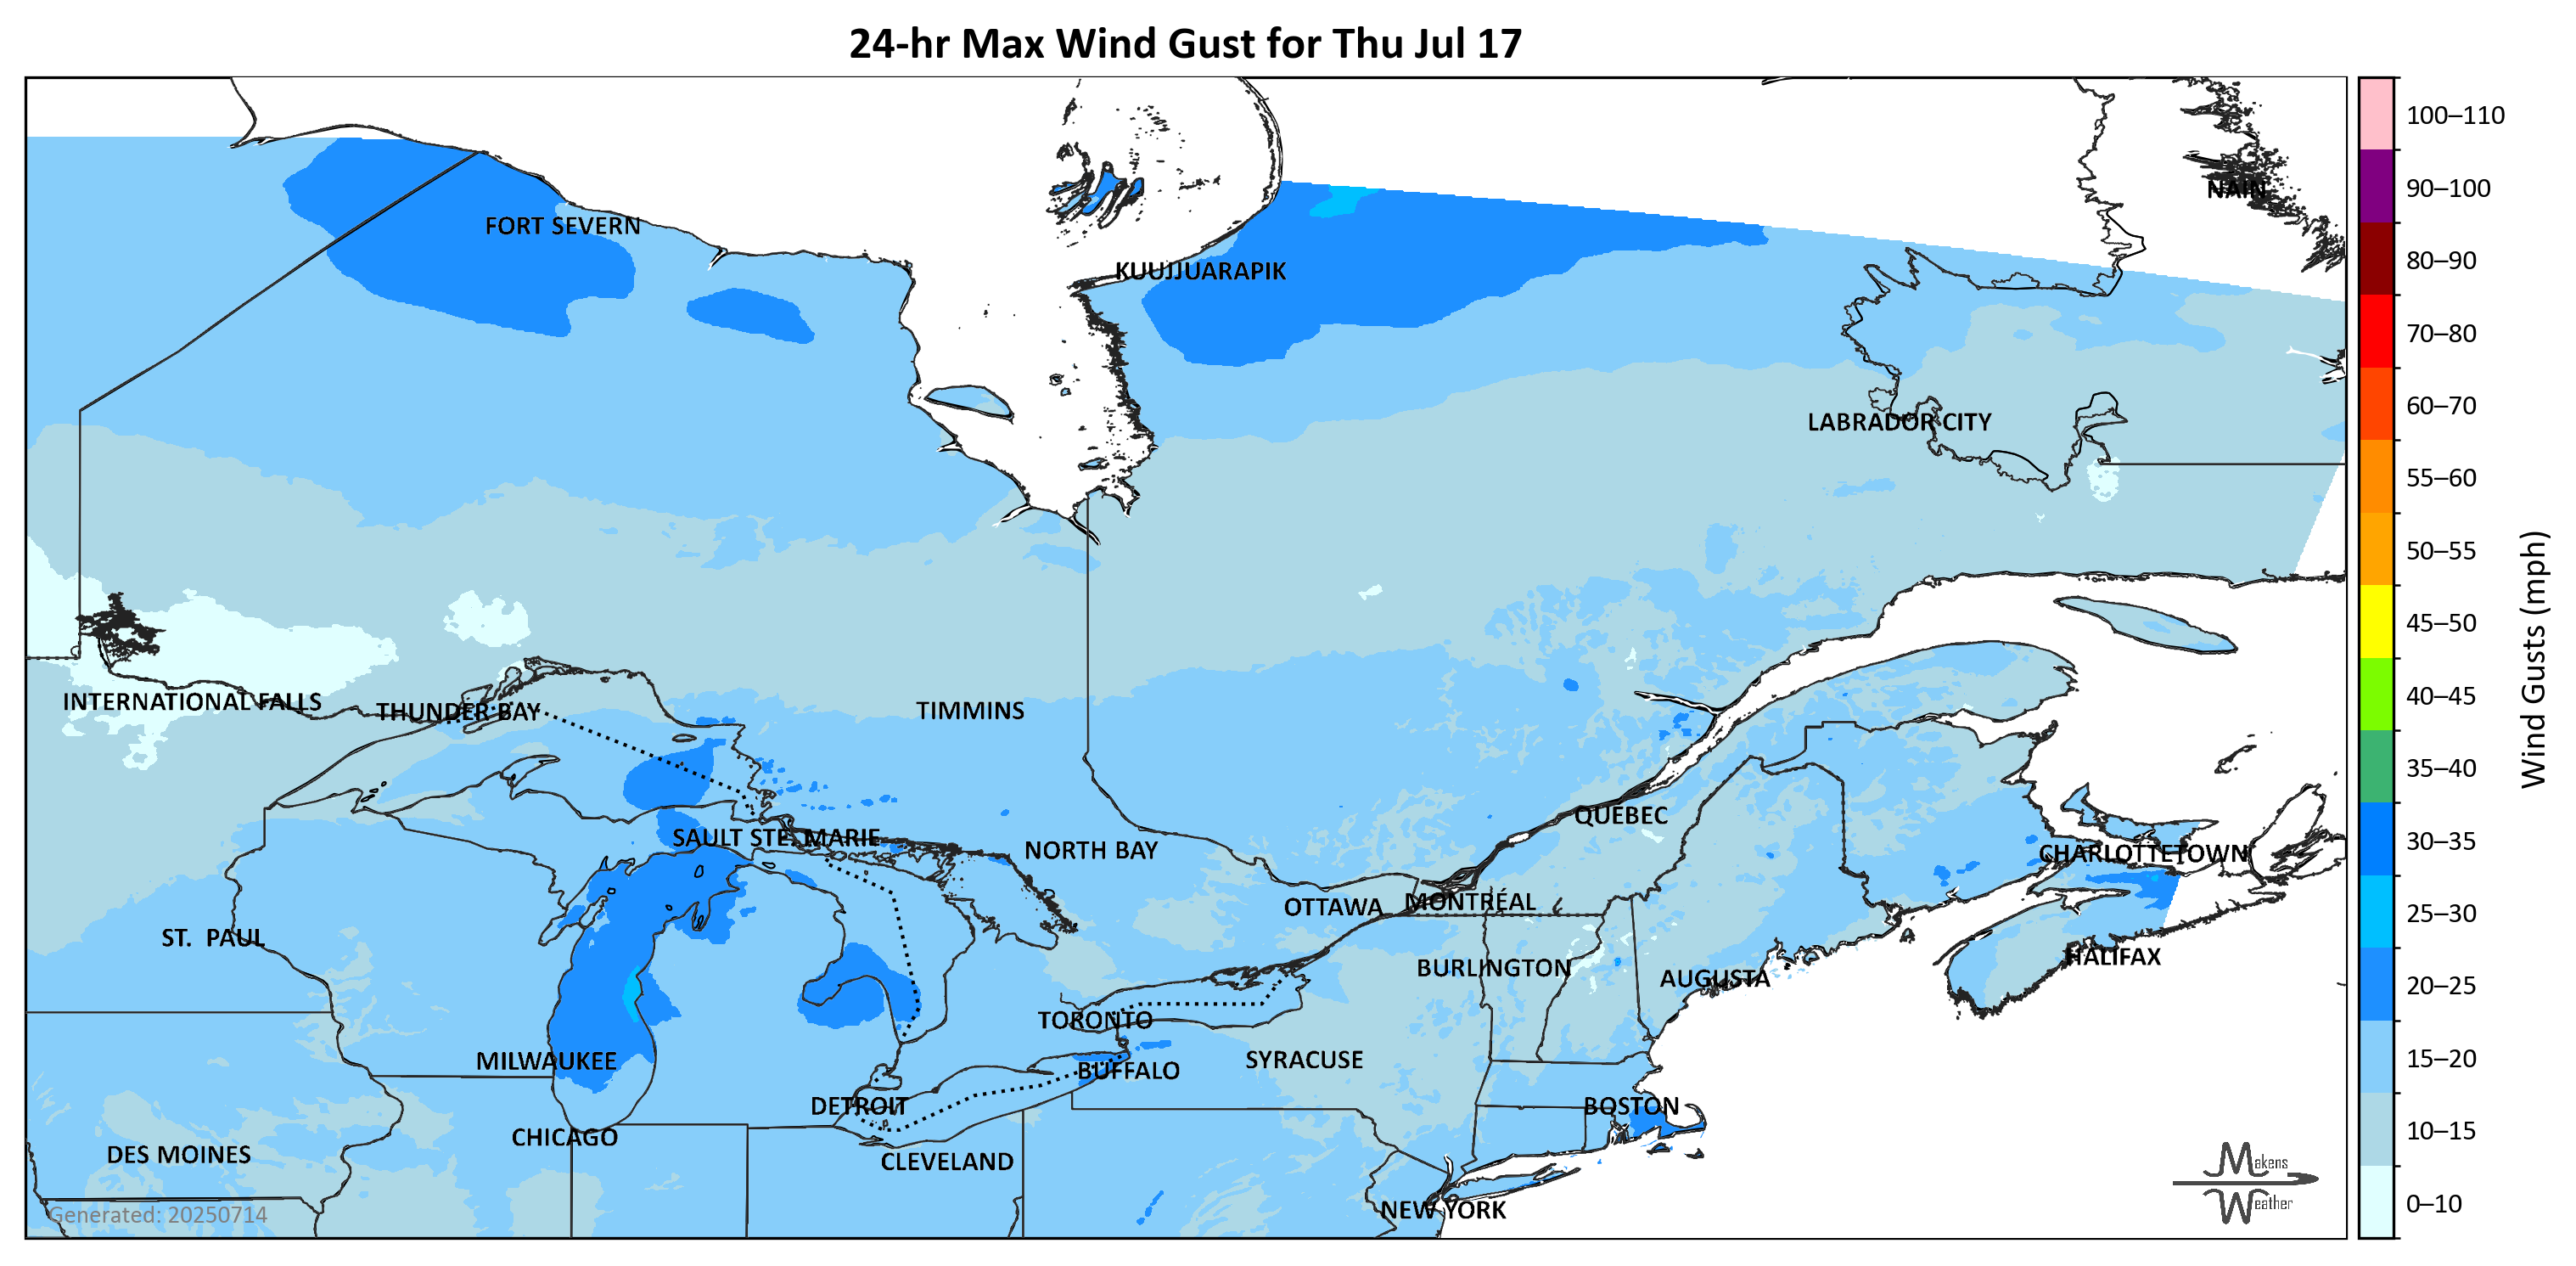 24-hr Max Wind Gust for Thu Jul 17
100–110
90–100
NAIN
FORT SEVERN
80–90
KUUJJUARAPIK
70–80
60–70
LABRADOR CITY
55–60
50–55
45–50
Wind Gusts (mph)
40–45
INTERNATIONAL FALLS
THUNDER BAY
TIMMINS
35–40
QUÉBEC
30–35
SAULT STE. MARIE
NORTH BAY
CHARLOTTETOWN
OTTAWA
MONTRÉAL
25–30
ST. PAUL
HALIFAX
BURLINGTON
AUGUSTA
20–25
TORONTO
MILWAUKEE
BUFFALO
SYRACUSE
15–20
DETROIT
BOSTON
CHICAGO
10–15
DES MOINES
CLEVELAND
Makens
Weather
0–10
Generated: 20250714
NEW YORK